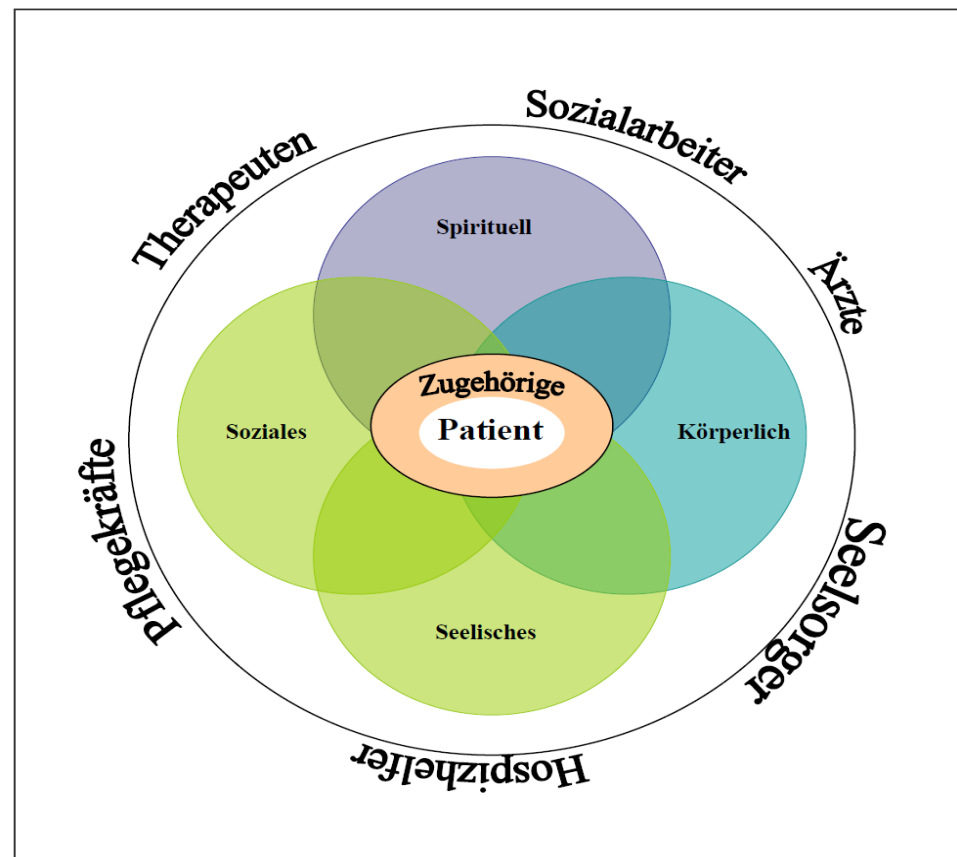 Sozialarbeiter
Therapeuten
Spirituell
Ärzte
Zugehörige
Patient
Soziales
Körperlich
Pflegekräfte
Seelsorger
Seelisches
Hospizhelfer